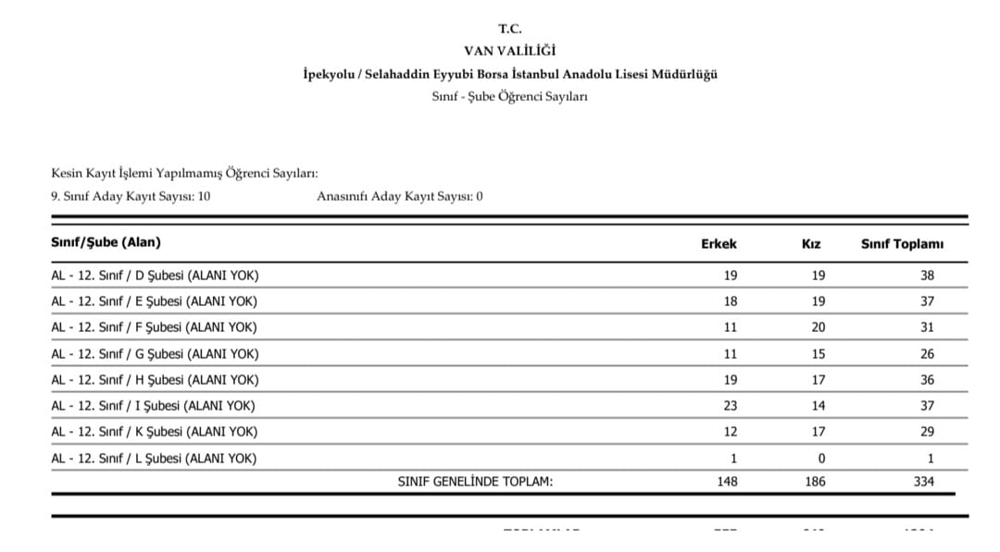 T.C.
VAN VALİLİĞİ
İpekyolu / Selahaddin Eyyubi Borsa İstanbul Anadolu Lisesi Müdürlüğü
Sınıf - Şube Öğrenci Sayıları
Kesin Kayıt İşlemi Yapılmamış Öğrenci Sayıları:
9. Sınıf Aday Kayıt Sayısı: 10 Anasınıfı Aday Kayıt Sayısı: 0
Sınıf/Şube (Alan) Erkek Kız Sınıf Toplamı
AL - 12. Sınıf / D Şubesi (ALANI YOK) 19 19 38
AL - 12. Sınıf / E Şubesi (ALANI YOK) 18 19 37
AL - 12. Sınıf / F Şubesi (ALANI YOK) 11 20 31
AL - 12. Sınıf / G Şubesi (ALANI YOK) 11 15 26
AL - 12. Sınıf / H Şubesi (ALANI YOK) 19 17 36
AL - 12. Sınıf / I Şubesi (ALANI YOK) 23 14 37
AL - 12. Sınıf / K Şubesi (ALANI YOK) 12 17 29
AL - 12. Sınıf / L Şubesi (ALANI YOK) 1 0 1
SINIF GENELİNDE TOPLAM: 148 186 334